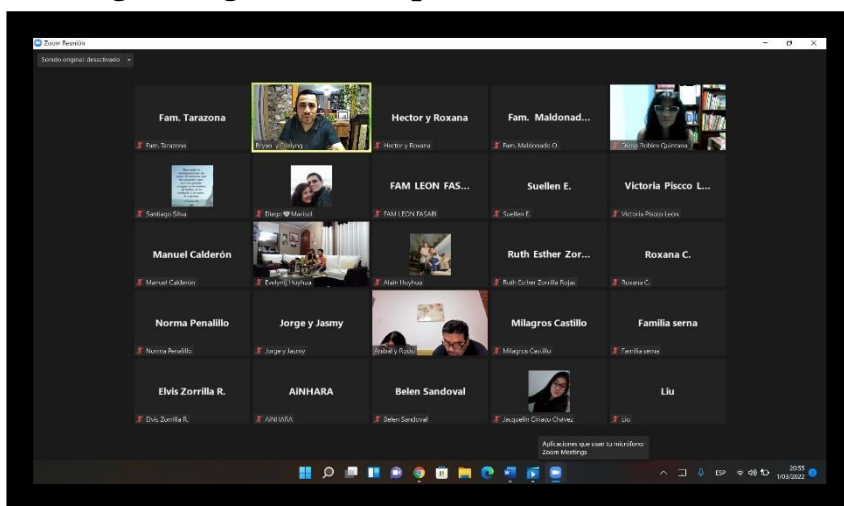 Zoom Reunión
Sonido original: desactivado
Fam. Tarazona
Hector y Roxana
Fam. Maldonad...
Fam. Tarazona
Bryan y Evelyng
Hector y Roxana
Fam. Maldonado O.
Diana Robles Quintana
FAM LEON FAS...
Suellen E.
Victoria Piscco L...
Santiago Silva
Diego Marisol
FAM LEON FASABI
Suellen E.
Victoria Piscco León
Manuel Calderón
Ruth Esther Zor...
Roxana C.
Manuel Calderón
Evelyng Huyhua
Alain Huyhua
Ruth Esther Zorrilla Rojas
Roxana C.
Norma Penalillo
Jorge y Jasmy
Milagros Castillo
Familia serna
Norma Penalillo
Jorge y Jasmy
Anibal y Rocio
Milagros Castillo
Familia serna
Elvis Zorrilla R.
AiNHARA
Belen Sandoval
Liu
Elvis Zorrilla R.
AiNHARA
Belen Sandoval
Jacquelin Ciriaco Chávez
Liu
Aplicaciones que usan tu micrófono:
Zoom Meetings
ESP
20:55
1/03/2022